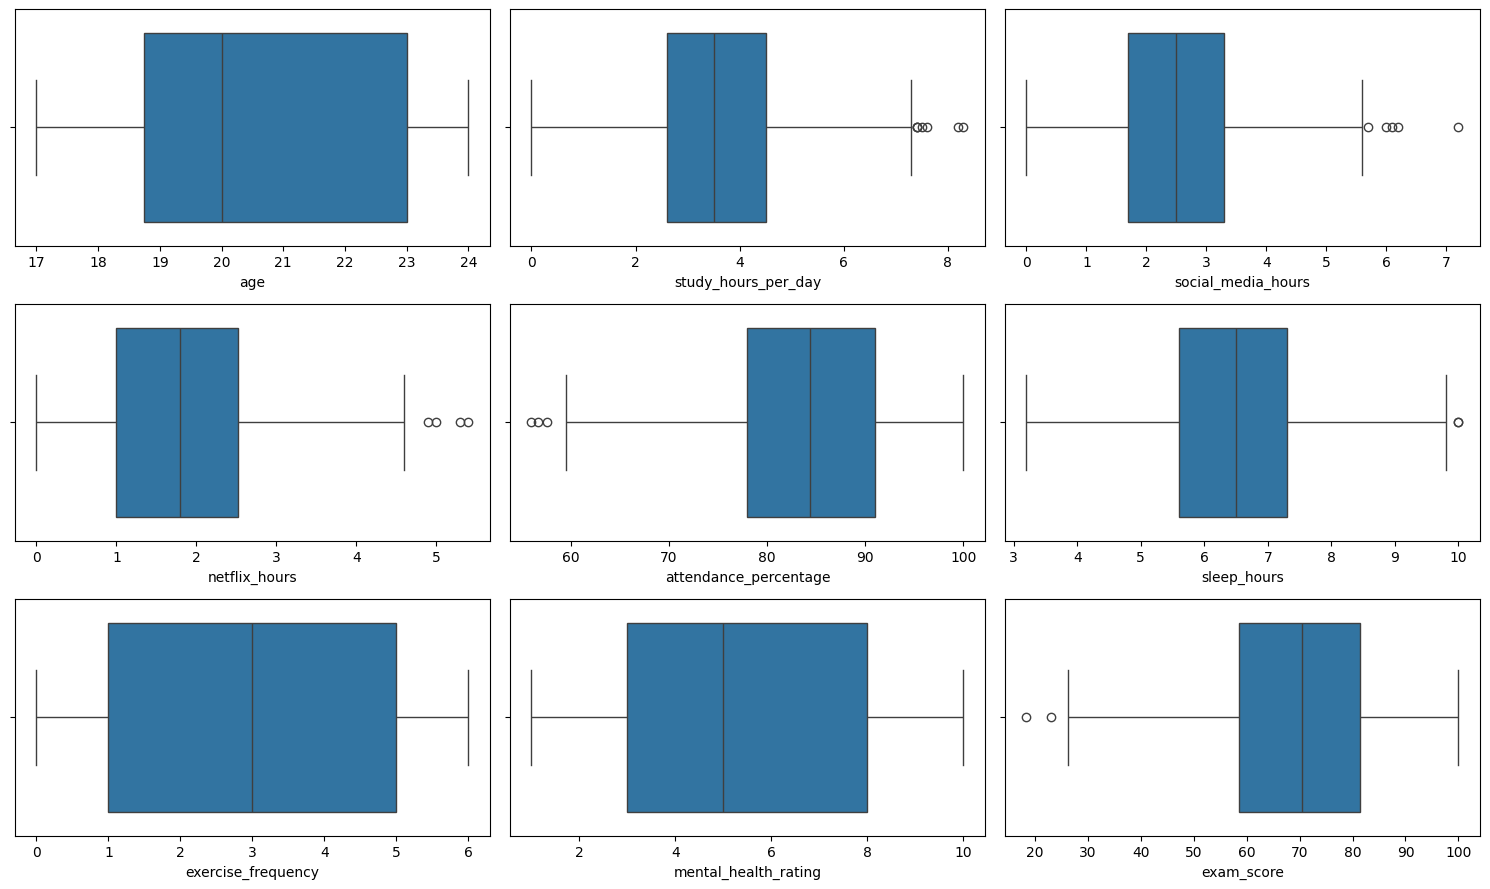 17 18 19 20 21 22 23 24
age
0 2 4 6 8
study_hours_per_day
0 1 2 3 4 5 6 7
social_media_hours
0 1 2 3 4 5
netflix_hours
60 70 80 90 100
attendance_percentage
3 4 5 6 7 8 9 10
sleep_hours
0 1 2 3 4 5 6
exercise_frequency
2 4 6 8 10
mental_health_rating
20 30 40 50 60 70 80 90 100
exam_score